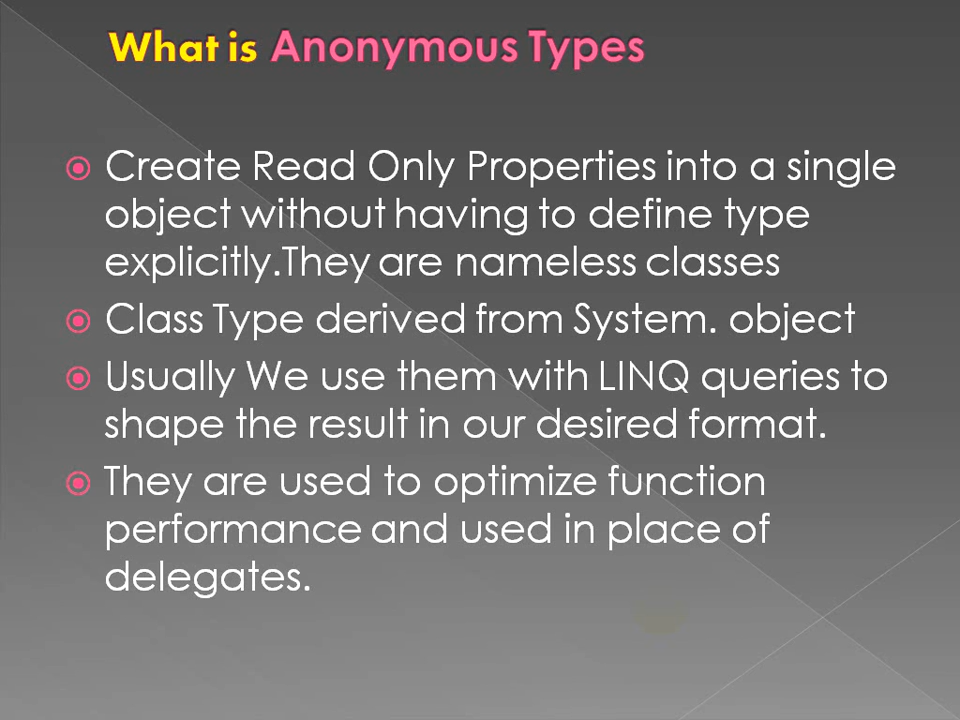 What is Anonymous Types
Create Read Only Properties into a single
object without having to define type
explicitly.They are nameless classes
Class Type derived from System. object
Usually We use them with LINQ queries to
shape the result in our desired format.
They are used to optimize function
performance and used in place of
delegates.